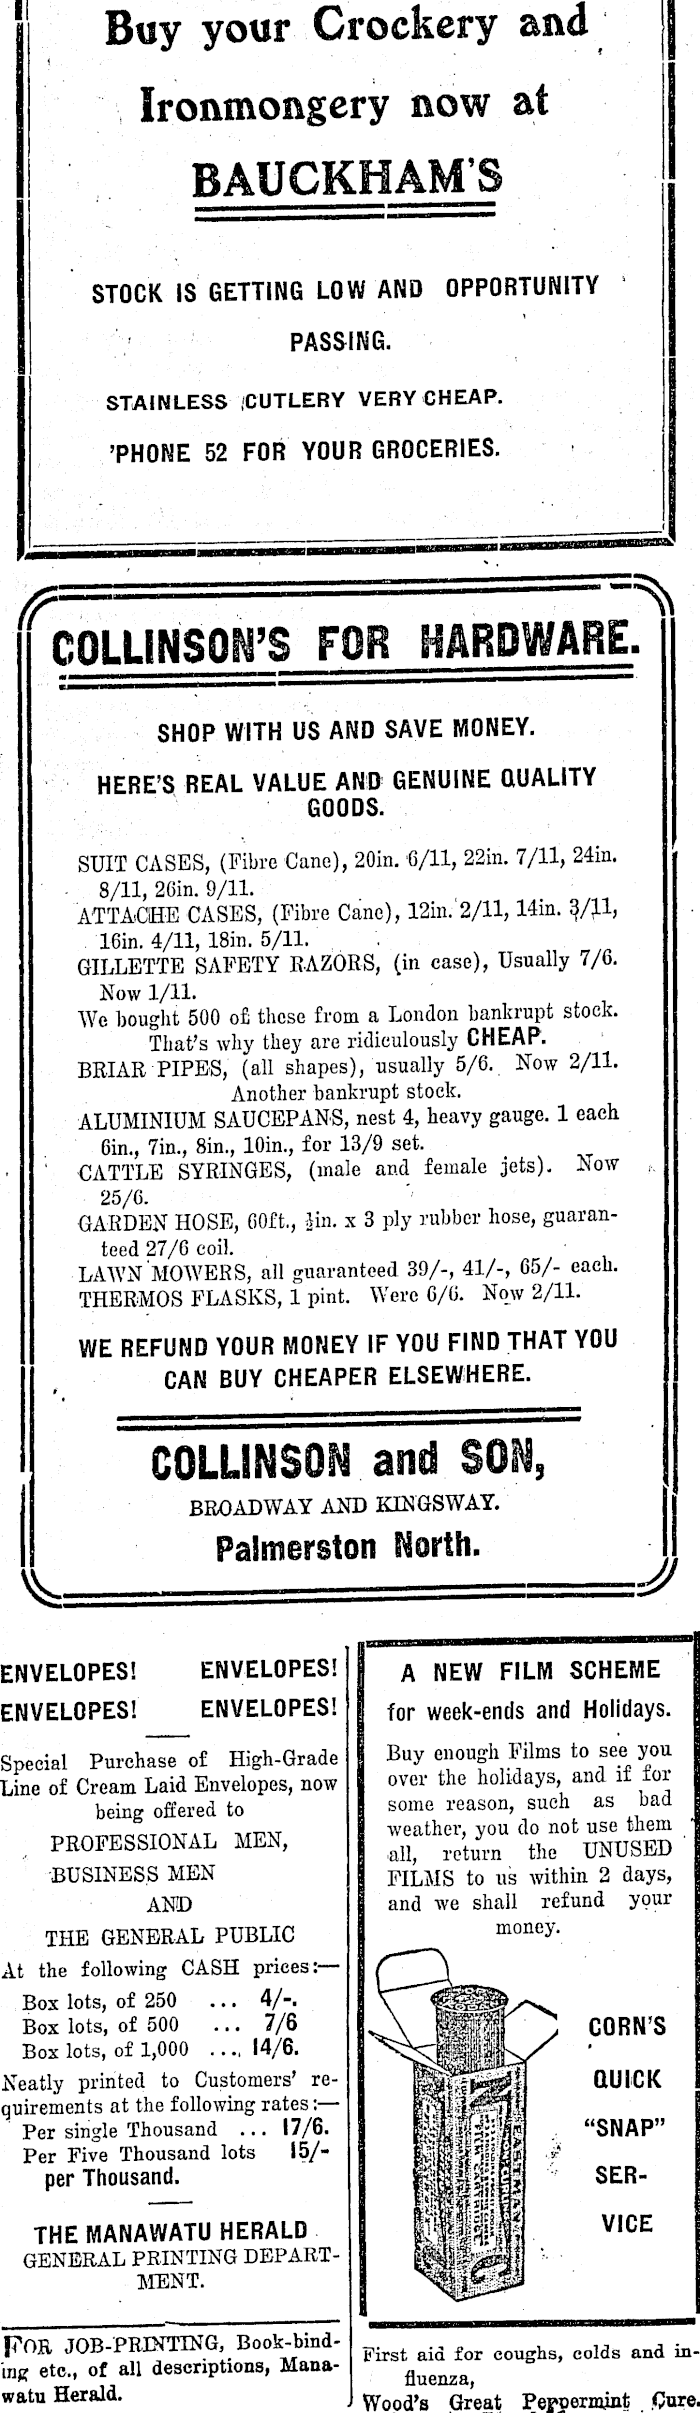 Buy your Crockery and
Ironmongery now at
BAUCKHAM'S
STOCK IS GETTING LOW AND OPPORTUNITY
PASSING.
STAINLESS CUTLERY VERY CHEAP.
'PHONE 52 FOR YOUR GROCERIES.
COLLINSON'S FOR HARDWARE.
SHOP WITH US AND SAVE MONEY.
HERE'S REAL VALUE AND GENUINE QUALITY
GOODS.
SUIT CASES, (Fibre Cane), 20in. 6/11, 22in. 7/11, 24in.
8/11, 26in. 9/11.
ATTACHE CASES, (Fibre Cane), 12in. 2/11, 14in. 3/11,
16in. 4/11, 18in. 5/11.
GILLETTE SAFETY RAZORS, (in case), Usually 7/6.
Now 1/11.
We bought 500 of these from a London bankrupt stock.
That's why they are ridiculously CHEAP.
BRIAR PIPES, (all shapes), usually 5/6. Now 2/11.
Another bankrupt stock.
ALUMINIUM SAUCEPANS, nest 4, heavy gauge. 1 each
6in., 7in., 8in., 10in., for 13/9 set.
CATTLE SYRINGES, (male and female jets). Now
25/6.
GARDEN HOSE, 60ft., ½in. x 3 ply rubber hose, guaran-
teed 27/6 coil.
LAWN MOWERS, all guaranteed 39/-, 41/-, 65/- each.
THERMOS FLASKS, 1 pint. Were 6/6. Now 2/11.
WE REFUND YOUR MONEY IF YOU FIND THAT YOU
CAN BUY CHEAPER ELSEWHERE.
COLLINSON and SON,
BROADWAY AND KINGSWAY.
Palmerston North.
ENVELOPES! ENVELOPES!
ENVELOPES! ENVELOPES!
Special Purchase of High-Grade
Line of Cream Laid Envelopes, now
being offered to
PROFESSIONAL MEN,
BUSINESS MEN
AND
THE GENERAL PUBLIC
At the following CASH prices:—
Box lots, of 250 ... 4/-.
Box lots, of 500 ... 7/6
Box lots, of 1,000 .... 14/6.
Neatly printed to Customers' re-
quirements at the following rates:—
Per single Thousand ... 17/6.
Per Five Thousand lots 15/-
per Thousand.
THE MANAWATU HERALD
GENERAL PRINTING DEPART-
MENT.
FOR JOB-PRINTING, Book-bind-
ing etc., of all descriptions, Mana-
watu Herald.
A NEW FILM SCHEME
for week-ends and Holidays.
Buy enough Films to see you
over the holidays, and if for
some reason, such as bad
weather, you do not use them
all, return the UNUSED
FILMS to us within 2 days,
and we shall refund your
money.
CORN'S
QUICK
"SNAP"
SER-
VICE
First aid for coughs, colds and in-
fluenza,
Wood's Great Peppermint Cure.